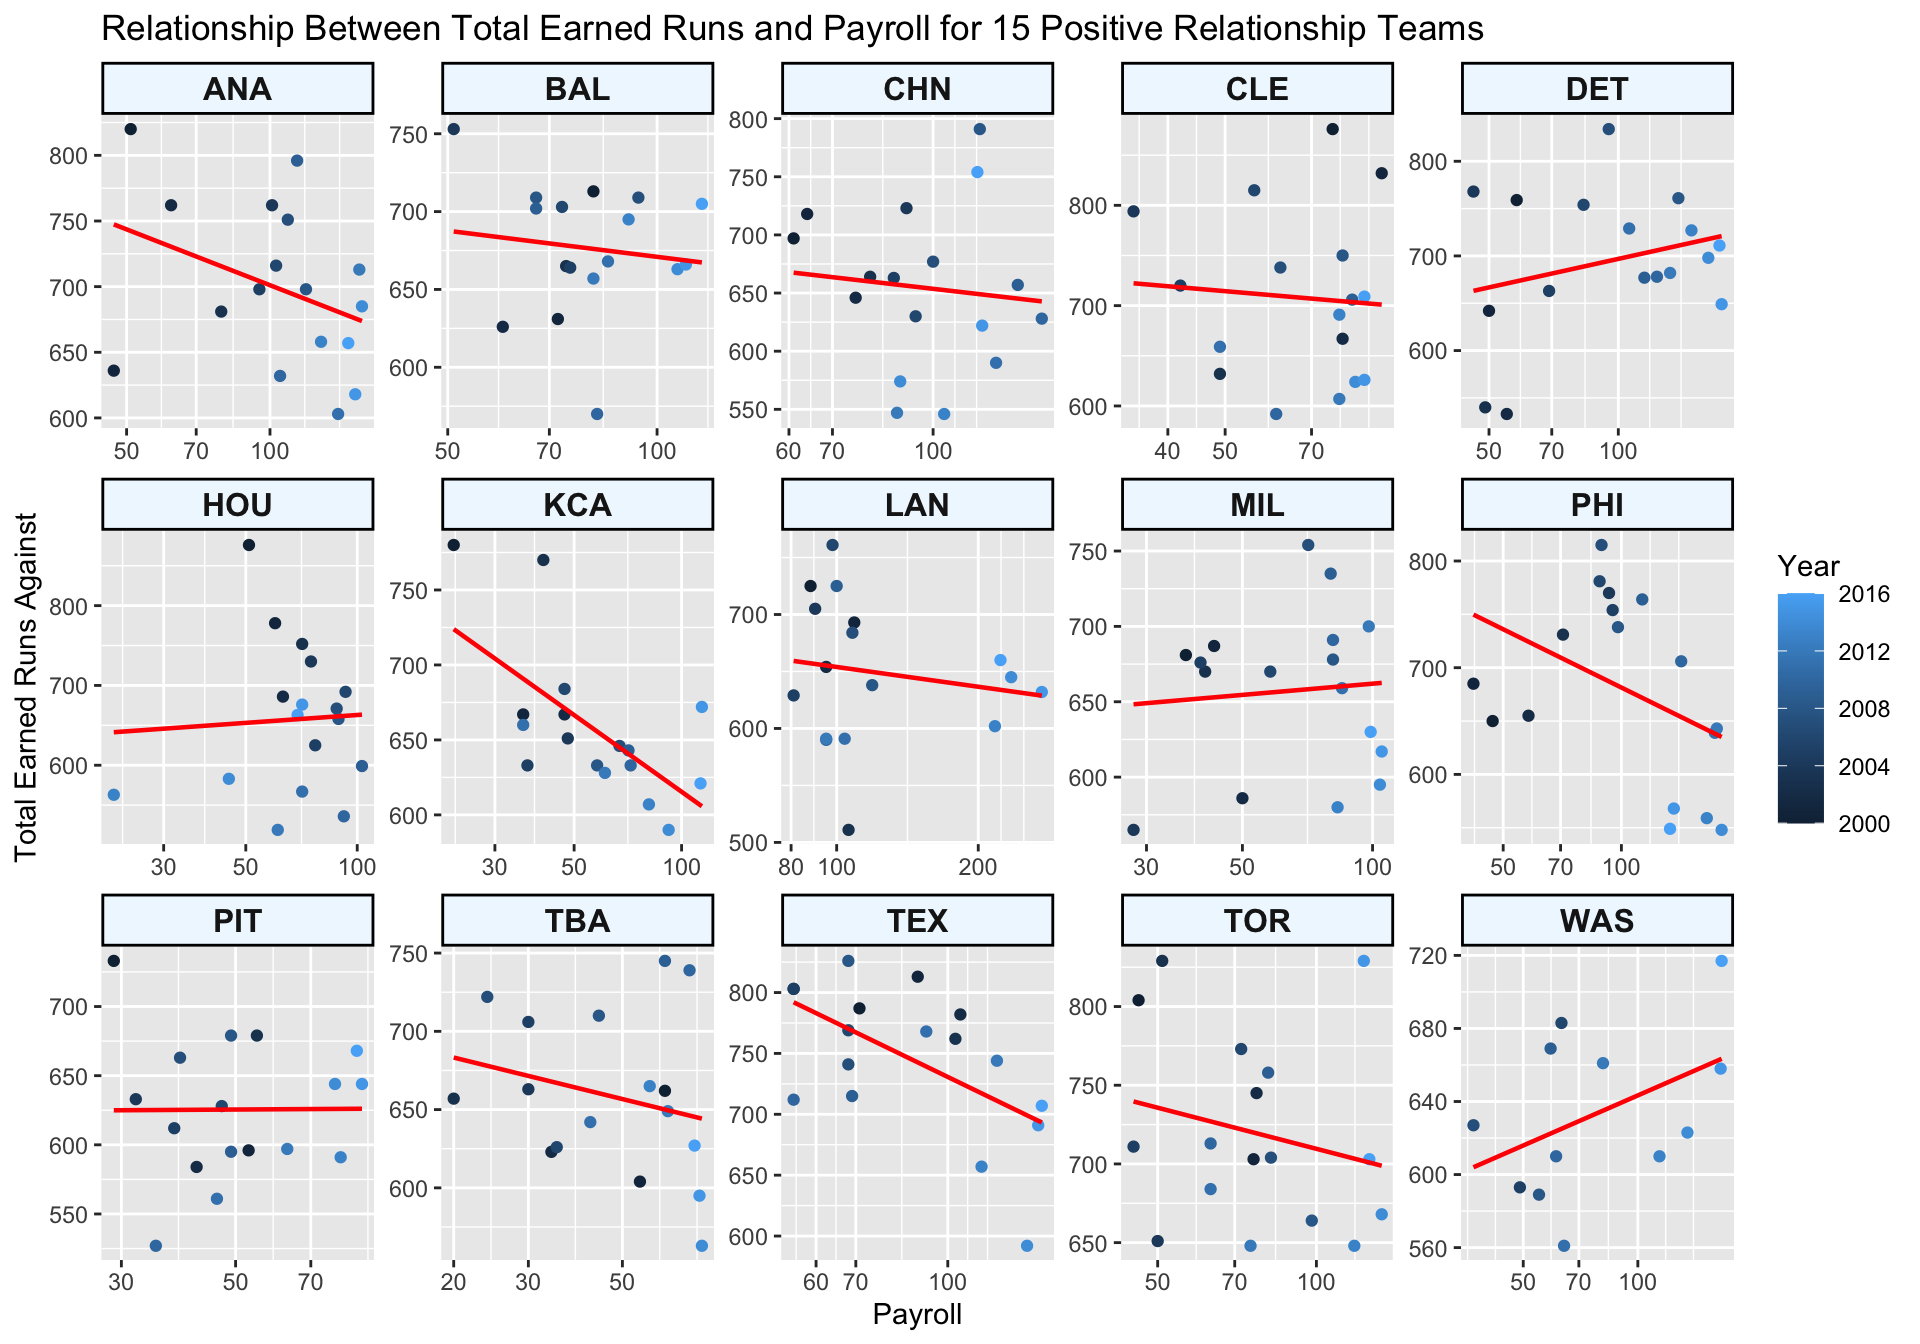 Relationship Between Total Earned Runs and Payroll for 15 Positive Relationship Teams
ANA BAL CHN CLE DET
800
750
700
650
600
50 70 100
750
700
650
600
50 70 100
800
750
700
650
600
550
60 70 100
800
700
600
40 50 70
800
700
600
50 70 100
HOU KCA LAN MIL PHI
800
700
600
30 50 100
750
700
650
600
30 50 100
700
600
500
80 100 200
750
700
650
600
30 50 100
800
700
600
50 70 100
PIT TBA TEX TOR WAS
700
650
600
550
30 50 70
750
700
650
600
20 30 50
800
750
700
650
600
60 70 100
800
750
700
650
50 70 100
720
680
640
600
560
50 70 100
Total Earned Runs Against
Payroll
Year
2016
2012
2008
2004
2000